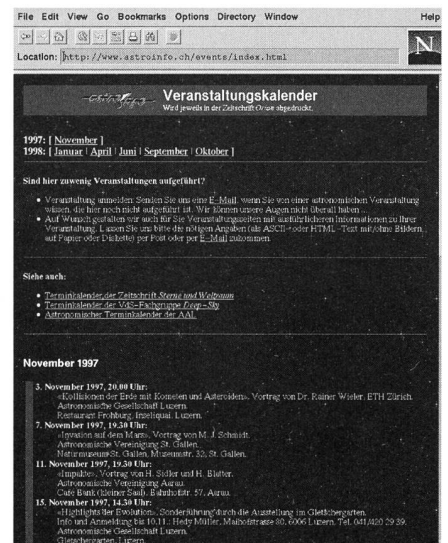 File Edit View Go Bookmarks Options Directory Window Help
Location: http://www.astroinfo.ch/events/index.html
N
astroinfo Veranstaltungskalender
Wird jeweils in der Zeitschrift Orion abgedruckt.
1997: [ November ]
1998: [ Januar | April | Juni | September | Oktober ]
Sind hier zuwenig Veranstaltungen aufgeführt?
• Veranstaltung anmelden: Senden Sie uns eine E-Mail, wenn Sie von einer astronomischen Veranstaltung
wissen, die hier noch nicht aufgeführt ist. Wir können unsere Augen nicht überall haben ...
• Auf Wunsch gestalten wir auch für Sie Veranstaltungsseiten mit ausführlicheren Informationen zu Ihrer
Veranstaltung. Lassen Sie uns bitte die nötigen Angaben (als ASCII- oder HTML-Text mit/ohne Bildern,
auf Papier oder Diskette) per Post oder per E-Mail zukommen.
Siehe auch:
• Terminkalender der Zeitschrift Sterne und Weltraum
• Terminkalender der VdS-Fachgruppe Deep-Sky
• Astronomischer Terminkalender der AAL
November 1997
3. November 1997, 20.00 Uhr:
«Kollisionen der Erde mit Kometen und Asteroiden», Vortrag von Dr. Rainer Wieler, ETH Zürich.
Astronomische Gesellschaft Luzern.
Restaurant Frohburg, Inseliquai, Luzern.
7. November 1997, 19.30 Uhr:
«Invasion auf dem Mars», Vortrag von M. J. Schmidt.
Astronomische Vereinigung St. Gallen.
Naturmuseum St. Gallen, Museumstr. 32, St. Gallen.
11. November 1997, 19.30 Uhr:
«Impakte», Vortrag von H. Sidler und H. Blatter.
Astronomische Vereinigung Aarau.
Café Bank (kleiner Saal), Bahnhofstr. 57, Aarau.
15. November 1997, 14.30 Uhr:
«Highlights der Evolution», Sonderführung durch die Ausstellung im Gletschergarten.
Info und Anmeldung bis 10.11.: Hedy Müller, Maihofstrasse 80, 6006 Luzern, Tel. 041/420 29 39.
Astronomische Gesellschaft Luzern.
Gletschergarten, Luzern.